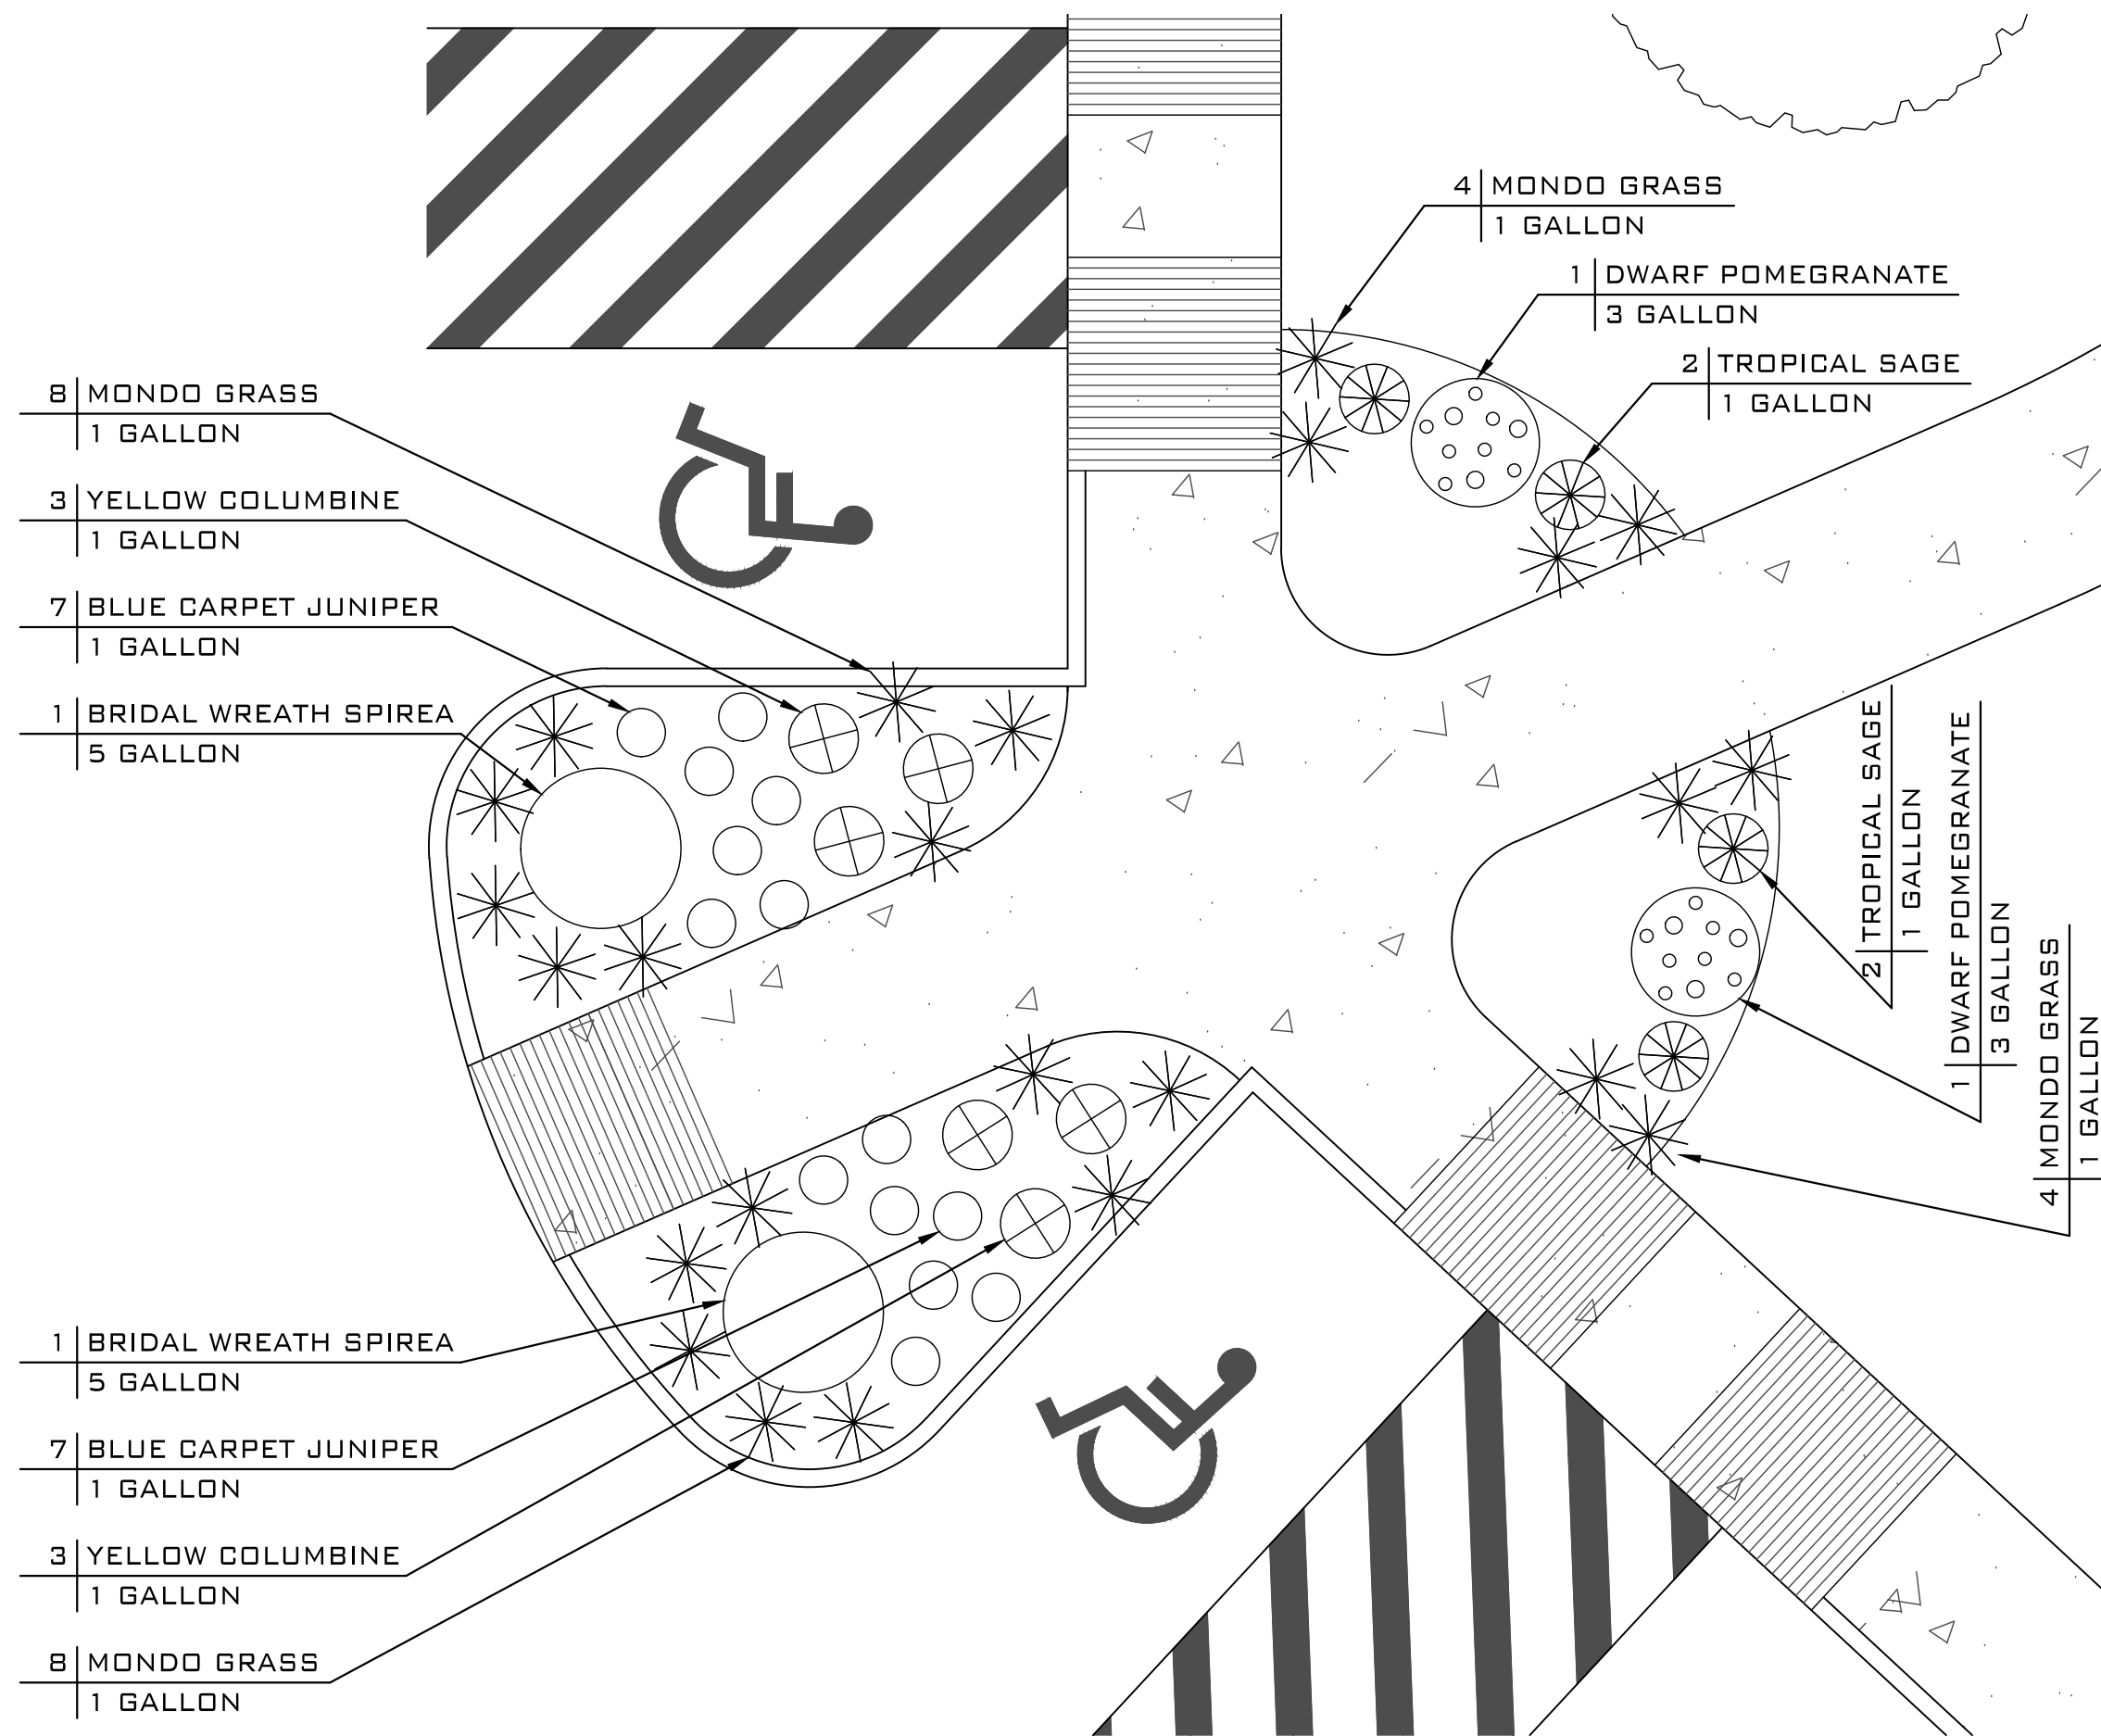 4 MONDO GRASS
1 GALLON
1 DWARF POMEGRANATE
3 GALLON
2 TROPICAL SAGE
1 GALLON
8 MONDO GRASS
1 GALLON
3 YELLOW COLUMBINE
1 GALLON
7 BLUE CARPET JUNIPER
1 GALLON
1 BRIDAL WREATH SPIREA
5 GALLON
2 TROPICAL SAGE
1 GALLON
1 DWARF POMEGRANATE
3 GALLON
4 MONDO GRASS
1 GALLON
1 BRIDAL WREATH SPIREA
5 GALLON
7 BLUE CARPET JUNIPER
1 GALLON
3 YELLOW COLUMBINE
1 GALLON
8 MONDO GRASS
1 GALLON